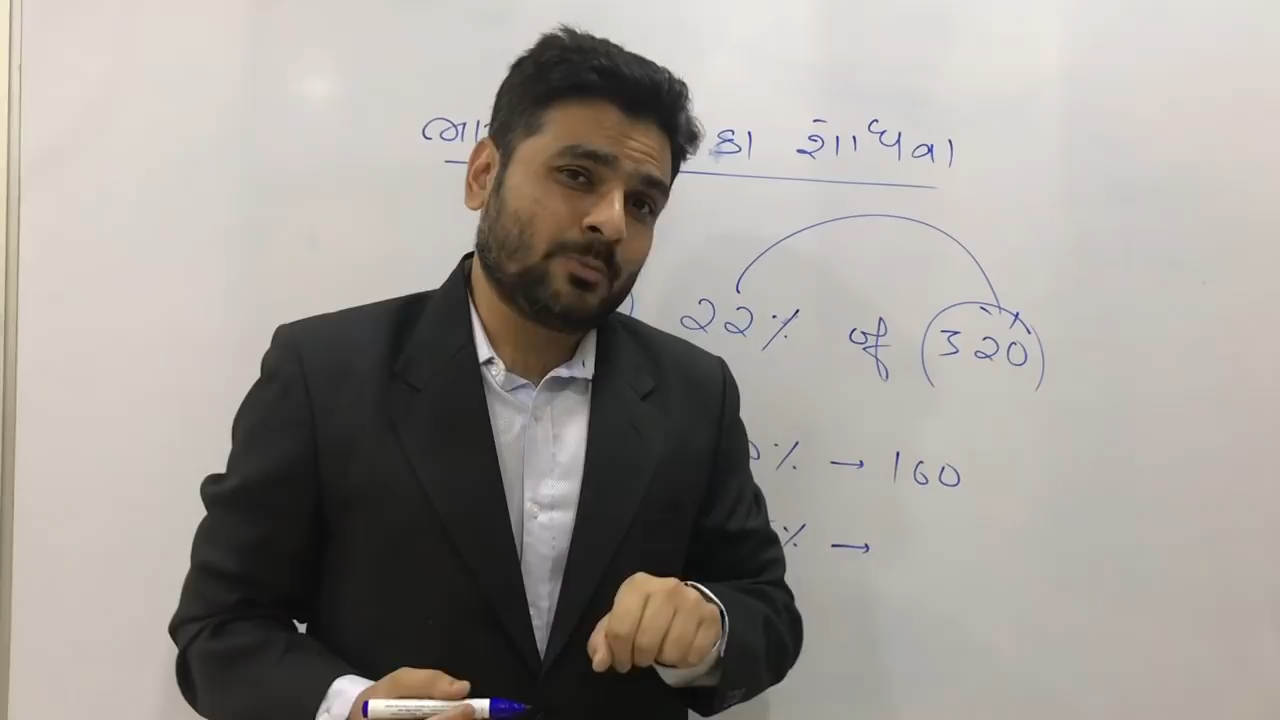 કા શોધવા
22% of (320)
% → 160
% →